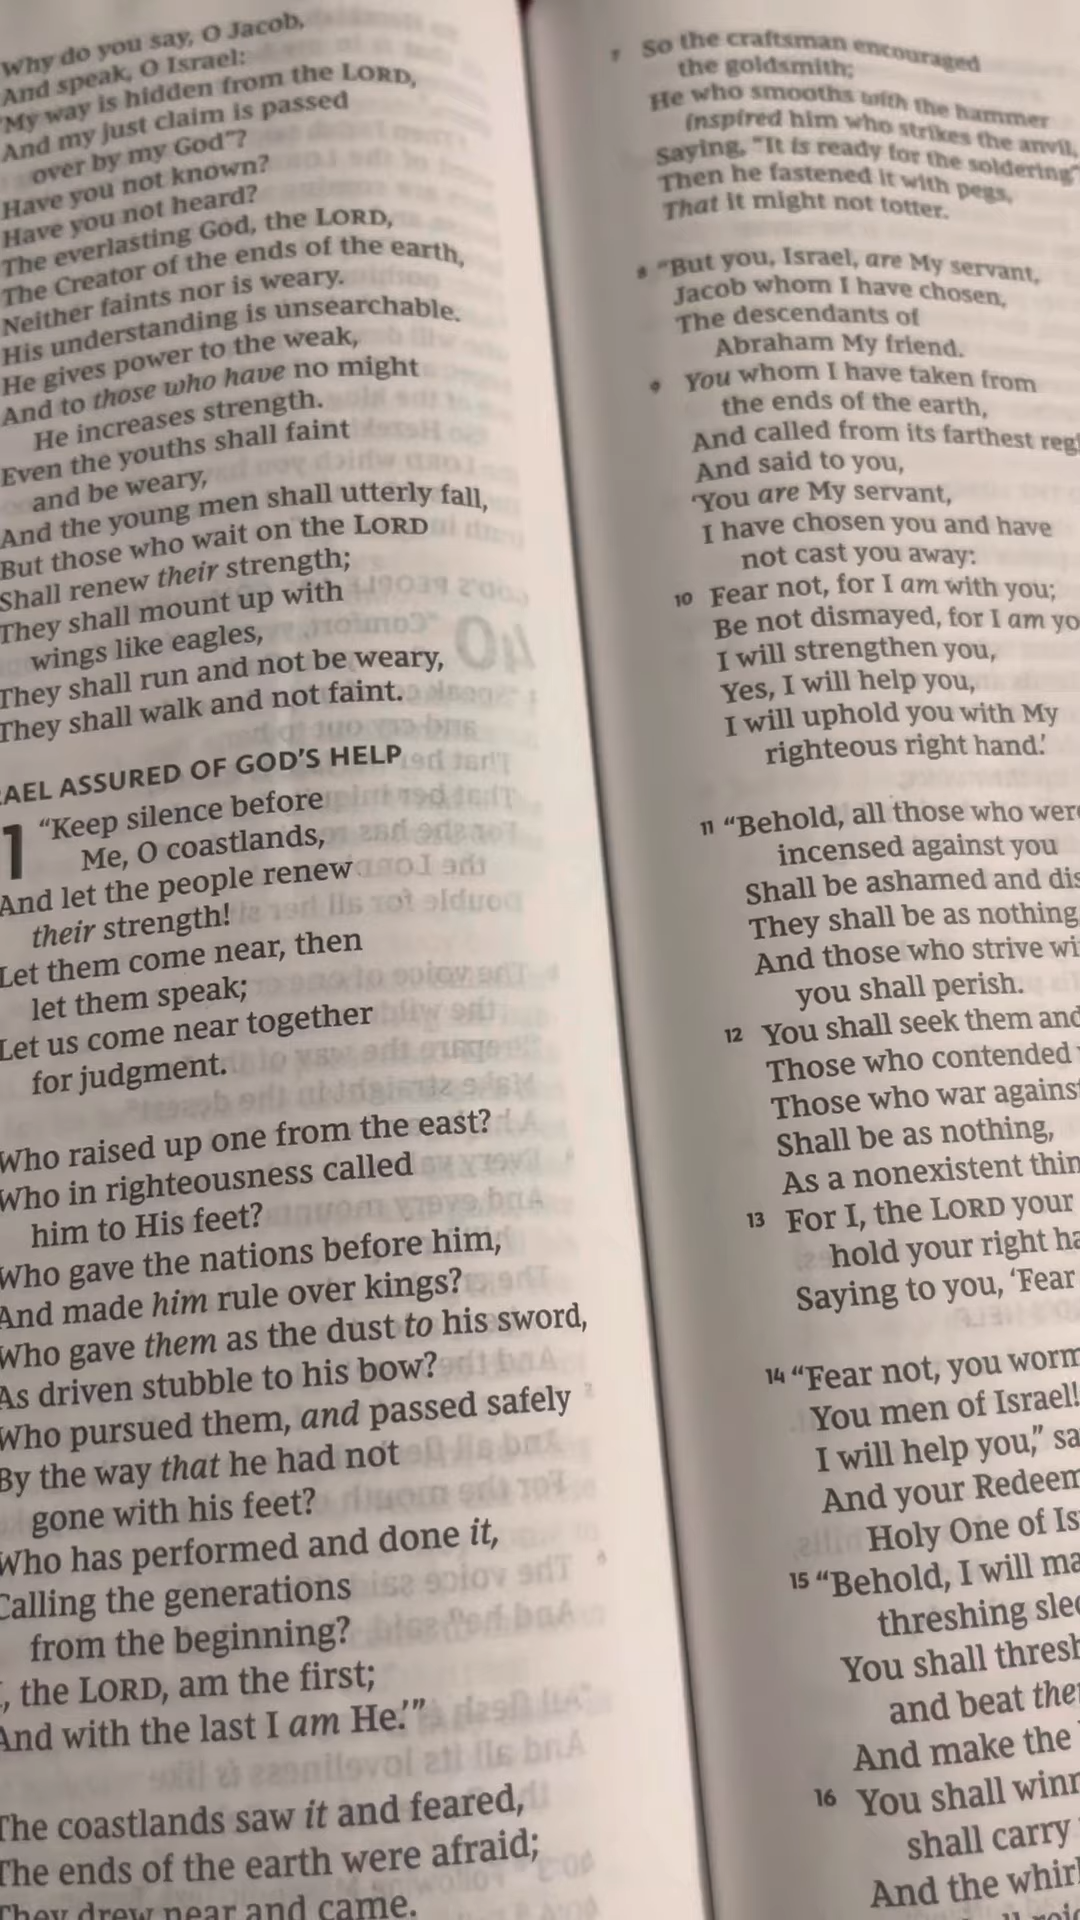 Why do you say, O Jacob,
And speak, O Israel:
"My way is hidden from the LORD,
And my just claim is passed
over by my God"?
Have you not known?
Have you not heard?
The everlasting God, the LORD,
The Creator of the ends of the earth,
Neither faints nor is weary.
His understanding is unsearchable.
He gives power to the weak,
And to those who have no might
He increases strength.
Even the youths shall faint
and be weary,
And the young men shall utterly fall,
But those who wait on the LORD
Shall renew their strength;
They shall mount up with
wings like eagles,
They shall run and not be weary,
They shall walk and not faint.
RAEL ASSURED OF GOD'S HELP
1 "Keep silence before
Me, O coastlands,
And let the people renew
their strength!
Let them come near, then
let them speak;
Let us come near together
for judgment.
Who raised up one from the east?
Who in righteousness called
him to His feet?
Who gave the nations before him,
And made him rule over kings?
Who gave them as the dust to his sword,
As driven stubble to his bow?
Who pursued them, and passed safely
By the way that he had not
gone with his feet?
Who has performed and done it,
Calling the generations
from the beginning?
I, the LORD, am the first;
And with the last I am He.'"
The coastlands saw it and feared,
The ends of the earth were afraid;
They drew near and came.
7 So the craftsman encouraged
the goldsmith;
He who smooths with the hammer
inspired him who strikes the anvil,
Saying, "It is ready for the soldering"
Then he fastened it with pegs,
That it might not totter.
8 "But you, Israel, are My servant,
Jacob whom I have chosen,
The descendants of
Abraham My friend.
9 You whom I have taken from
the ends of the earth,
And called from its farthest regi
And said to you,
'You are My servant,
I have chosen you and have
not cast you away:
10 Fear not, for I am with you;
Be not dismayed, for I am yo
I will strengthen you,
Yes, I will help you,
I will uphold you with My
righteous right hand.'
11 "Behold, all those who were
incensed against you
Shall be ashamed and dis
They shall be as nothing
And those who strive wi
you shall perish.
12 You shall seek them and
Those who contended
Those who war against
Shall be as nothing,
As a nonexistent thin
13 For I, the LORD your
hold your right ha
Saying to you, 'Fear
14 "Fear not, you worm
You men of Israel!
I will help you," sa
And your Redeem
Holy One of Is
15 "Behold, I will ma
threshing sled
You shall thresh
and beat the
And make the
16 You shall winn
shall carry
And the whirl